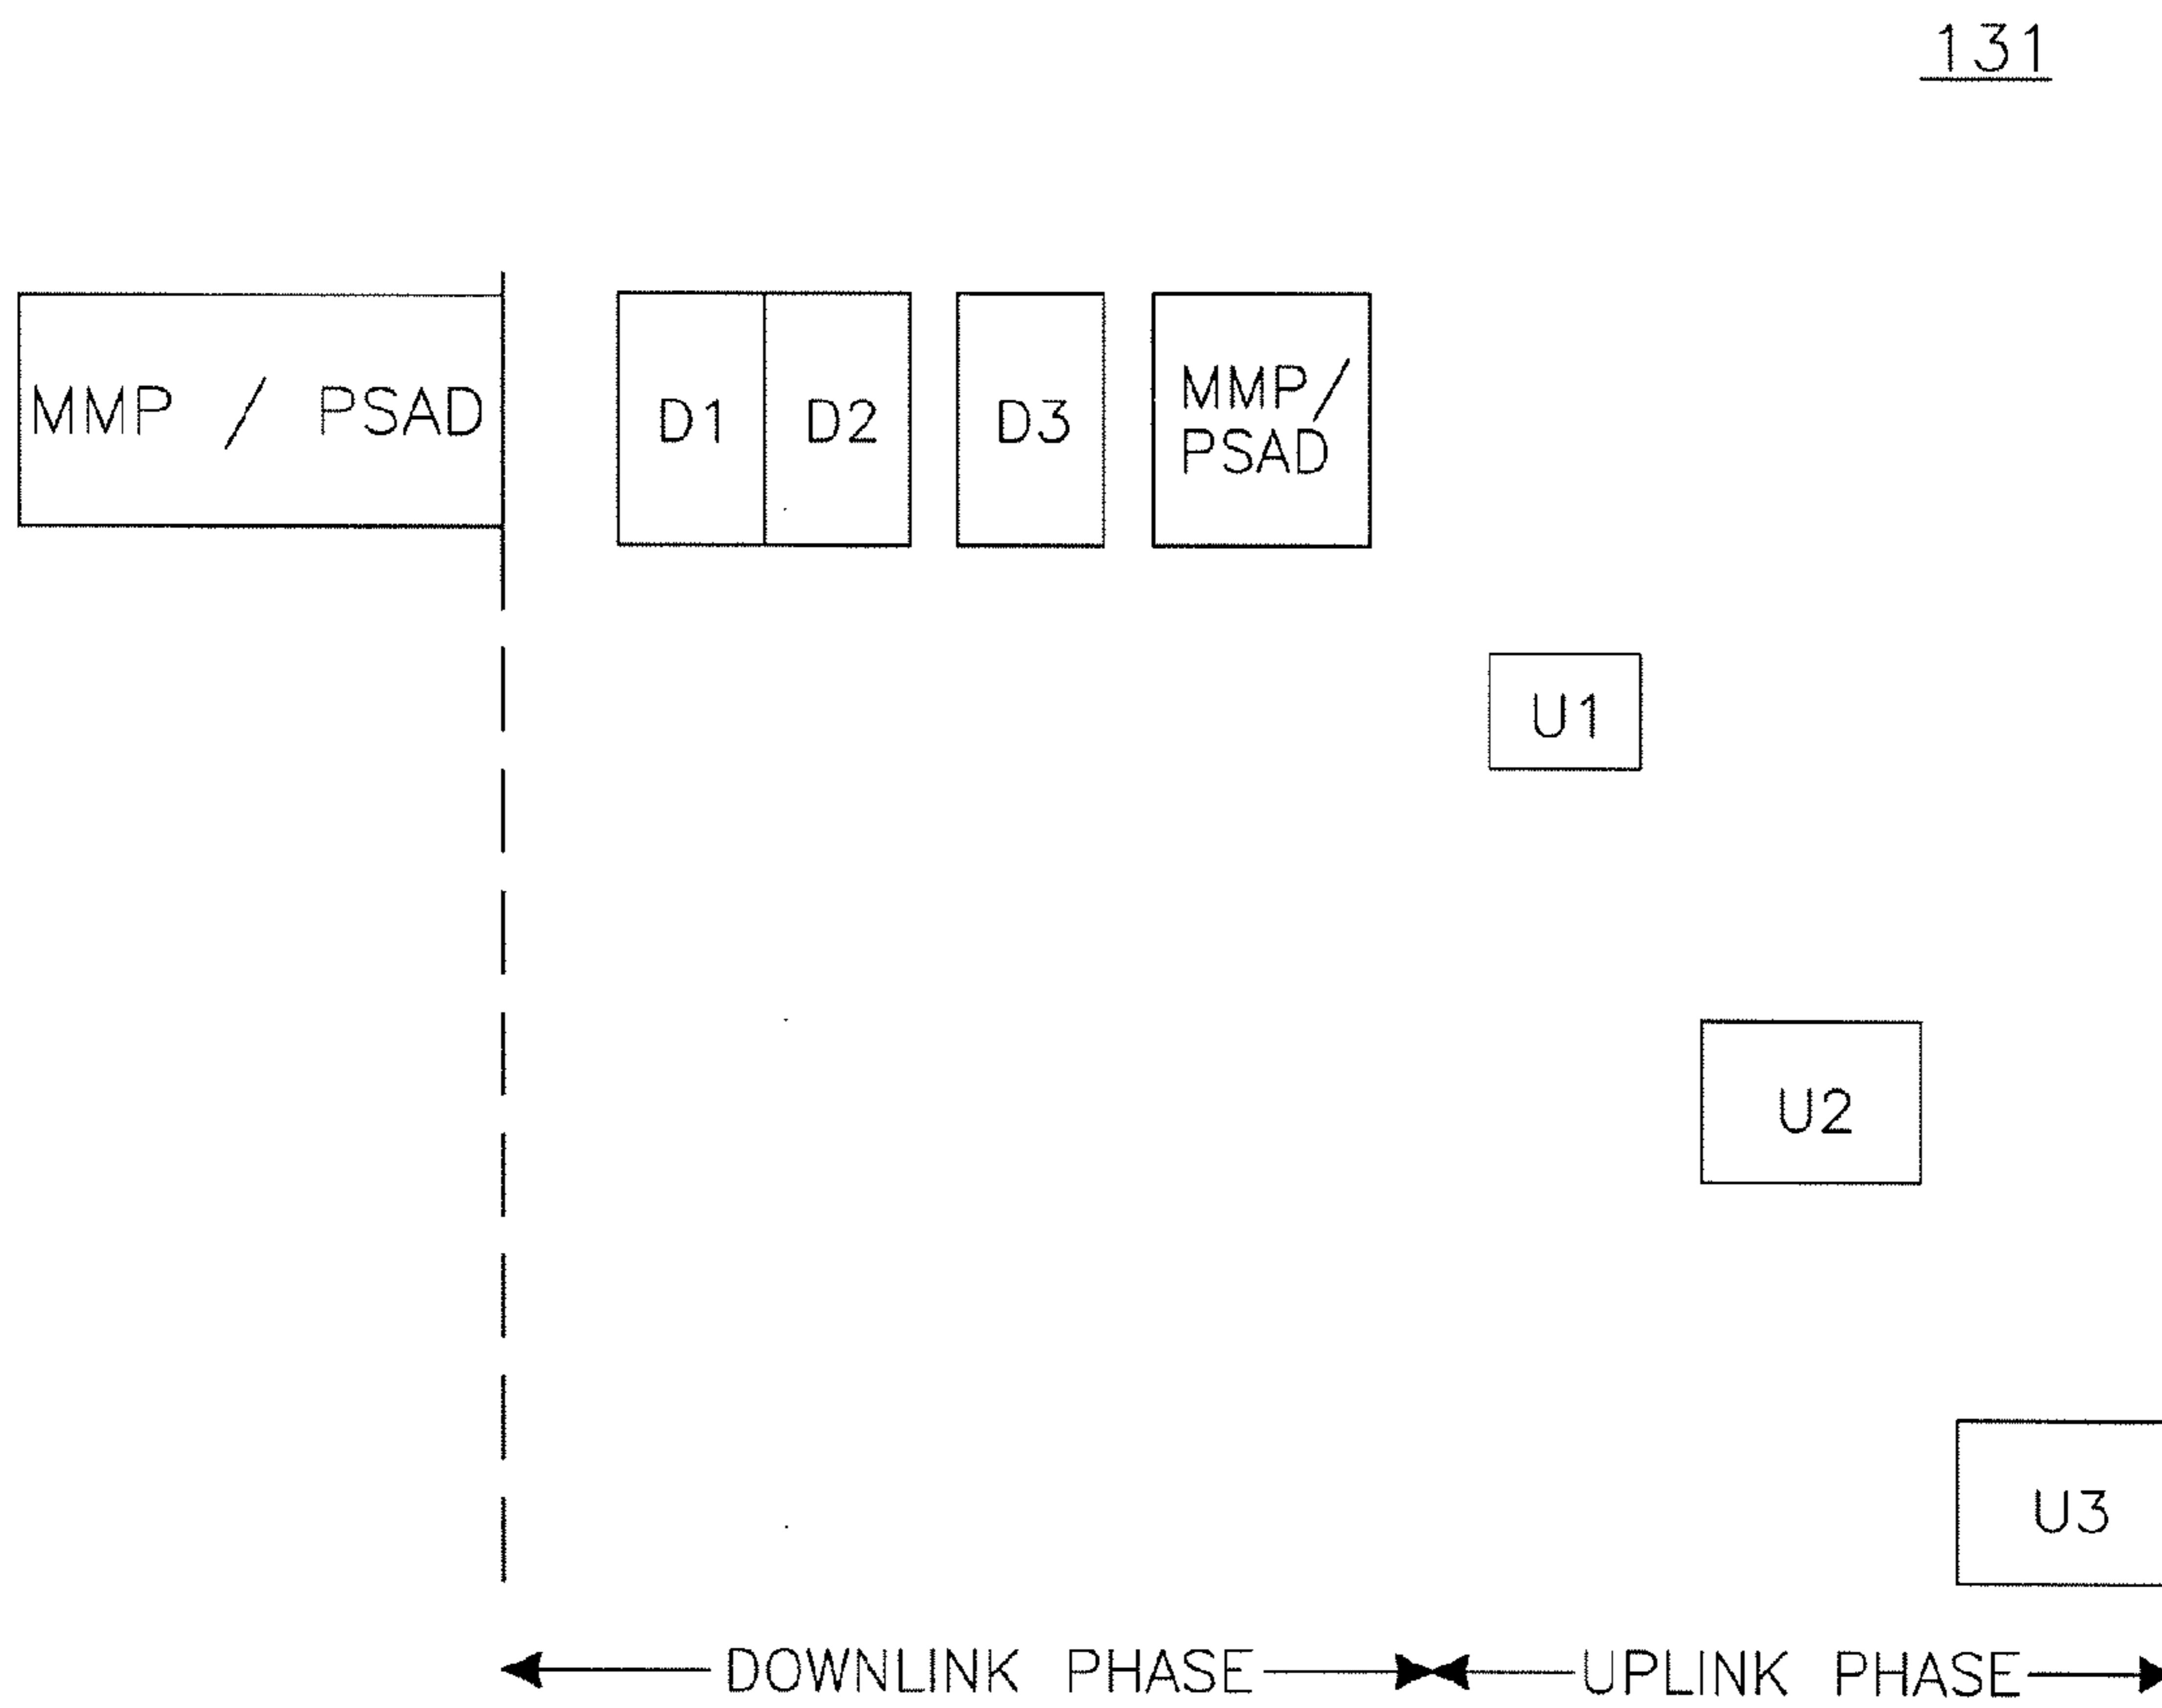 131
MMP / PSAD
D1
D2
D3
MMP/
PSAD
U1
U2
U3
DOWNLINK PHASE
UPLINK PHASE